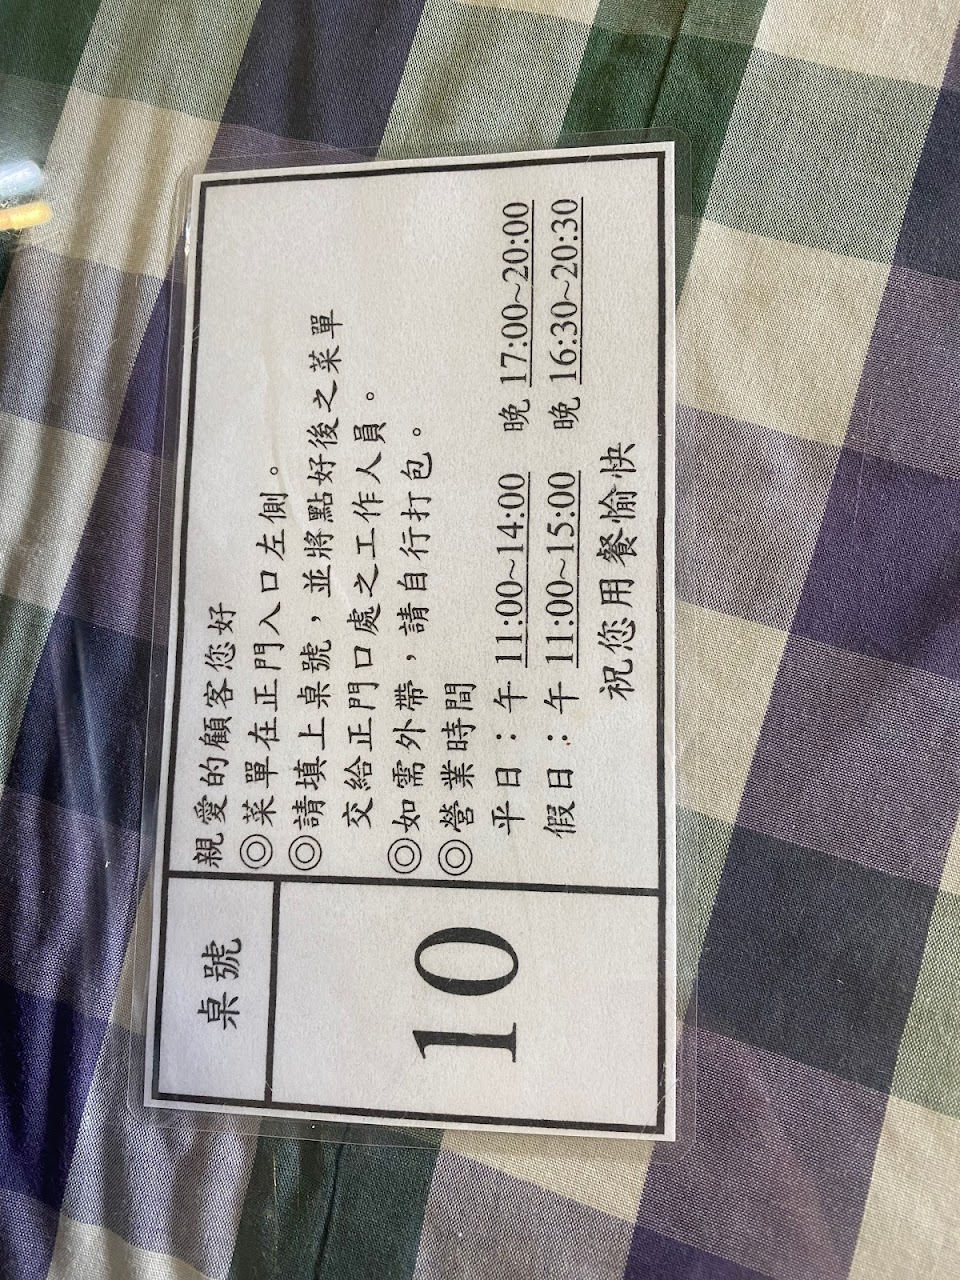 桌號
10
親愛的顧客您好
◎菜單在正門入口左側。
◎請填上桌號，並將點好後之菜單
交給正門口處之工作人員。
◎如需外帶，請自行打包。
◎營業時間
平日：午 11:00~14:00 晚 17:00~20:00
假日：午 11:00~15:00 晚 16:30~20:30
祝您用餐愉快